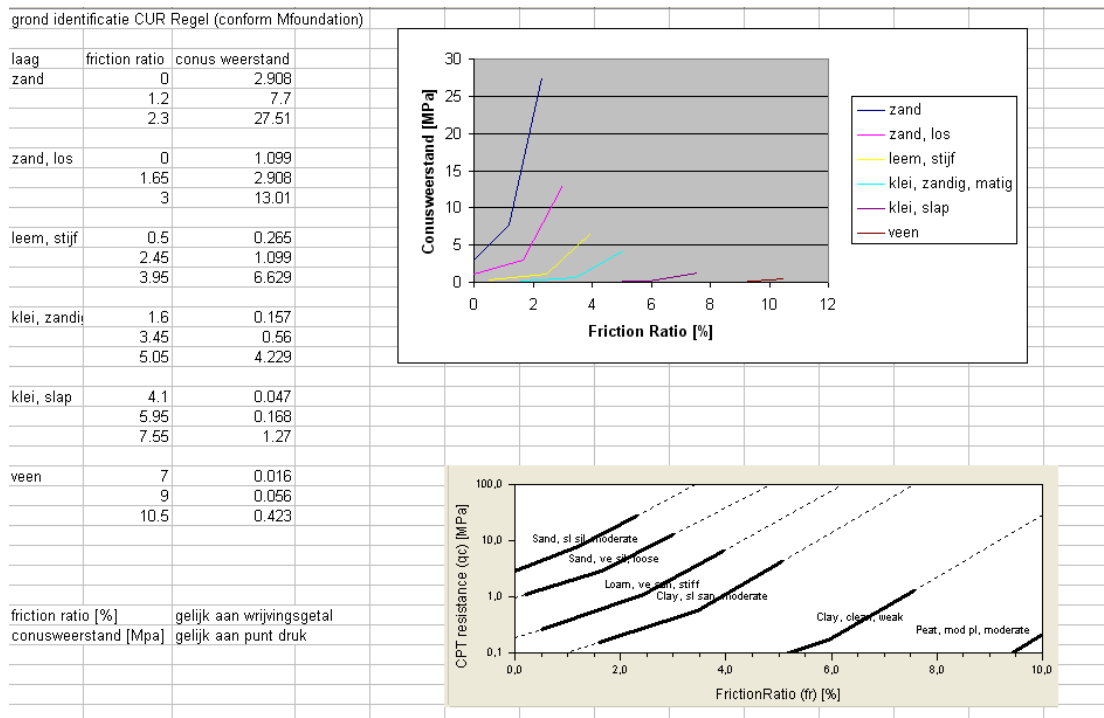 grond identificatie CUR Regel (conform Mfoundation)
laag friction ratio conus weerstand
zand 0 2.908
1.2 7.7
2.3 27.51
zand, los 0 1.099
1.65 2.908
3 13.01
leem, stijf 0.5 0.265
2.45 1.099
3.95 6.629
klei, zandig 1.6 0.157
3.45 0.56
5.05 4.229
klei, slap 4.1 0.047
5.95 0.168
7.55 1.27
veen 7 0.016
9 0.056
10.5 0.423
friction ratio [%] gelijk aan wrijvingsgetal
conusweerstand [Mpa] gelijk aan punt druk
Conusweerstand [MPa]
30
25
20
15
10
5
0
0 2 4 6 8 10 12
Friction Ratio [%]
zand
zand, los
leem, stijf
klei, zandig, matig
klei, slap
veen
CPT resistance (qc) [MPa]
100,0
10,0
1,0
0,1
Sand, sl sil, moderate
Sand, ve sil, loose
Loam, ve san, stiff
Clay, sl san, moderate
Clay, clean, weak
Peat, mod pl, moderate
0,0 2,0 4,0 6,0 8,0 10,0
FrictionRatio (fr) [%]